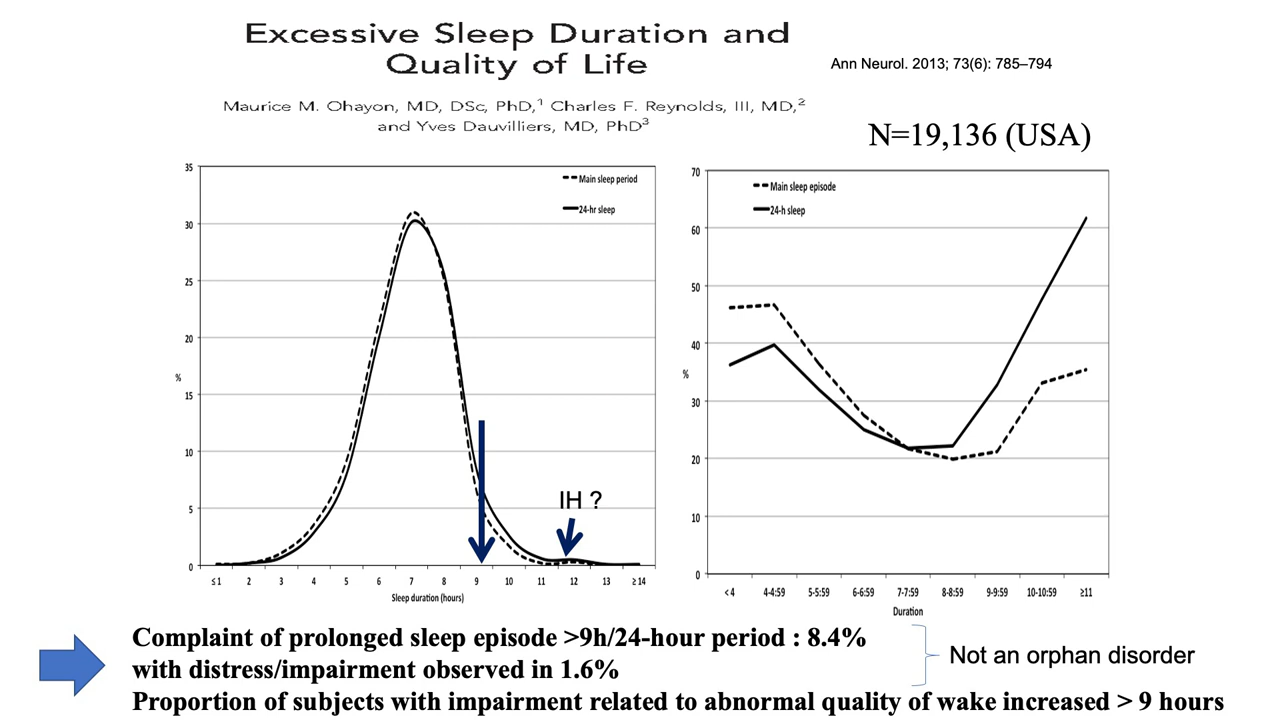 Excessive Sleep Duration and
Quality of Life
Ann Neurol. 2013; 73(6): 785–794
Maurice M. Ohayon, MD, DSc, PhD,¹ Charles F. Reynolds, III, MD,²
and Yves Dauvilliers, MD, PhD³
N=19,136 (USA)
35
30
25
20
15
10
5
0
%
Main sleep period
24-hr sleep
IH ?
≤ 1 2 3 4 5 6 7 8 9 10 11 12 13 ≥ 14
Sleep duration (hours)
70
60
50
40
30
20
10
0
%
Main sleep episode
24-h sleep
< 4 4-4:59 5-5:59 6-6:59 7-7:59 8-8:59 9-9:59 10-10:59 ≥11
Duration
Complaint of prolonged sleep episode >9h/24-hour period : 8.4%
with distress/impairment observed in 1.6%
Not an orphan disorder
Proportion of subjects with impairment related to abnormal quality of wake increased > 9 hours